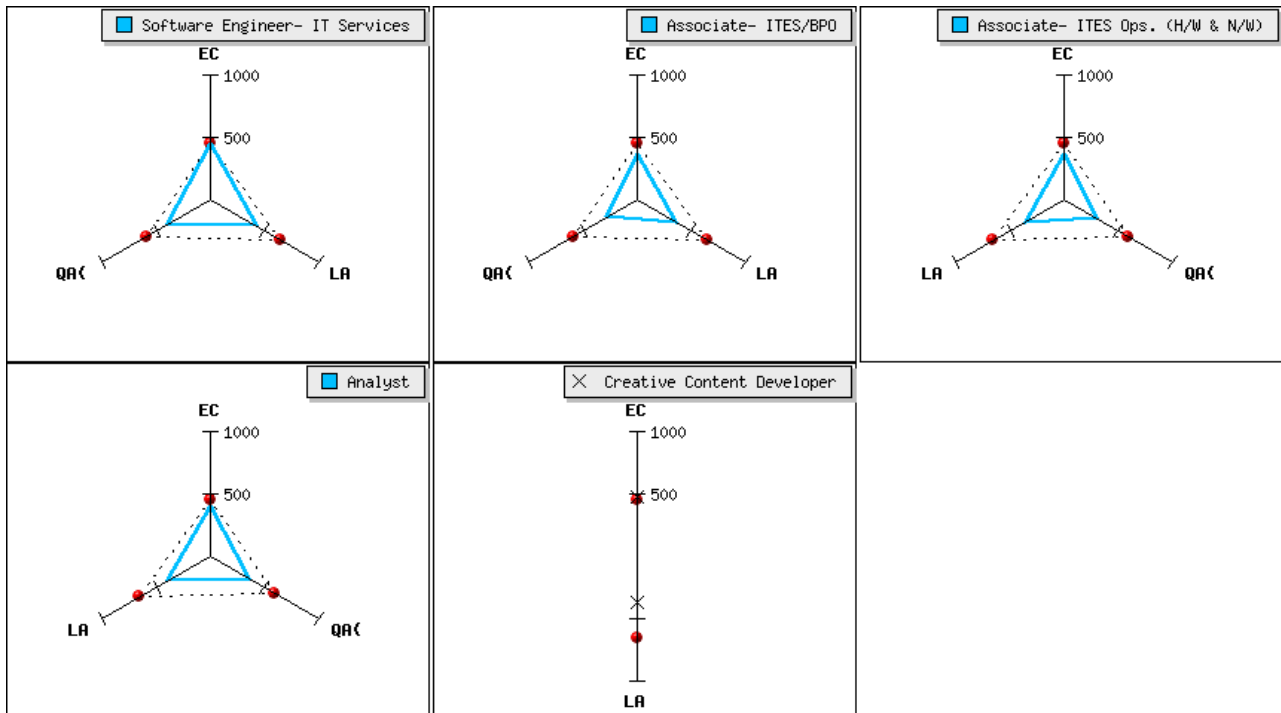 Software Engineer- IT Services
EC
1000
500
QA(
LA
Associate- ITES/BPO
EC
1000
500
QA(
LA
Associate- ITES Ops. (H/W & N/W)
EC
1000
500
LA
QA(
Analyst
EC
1000
500
LA
QA(
Creative Content Developer
EC
1000
500
LA